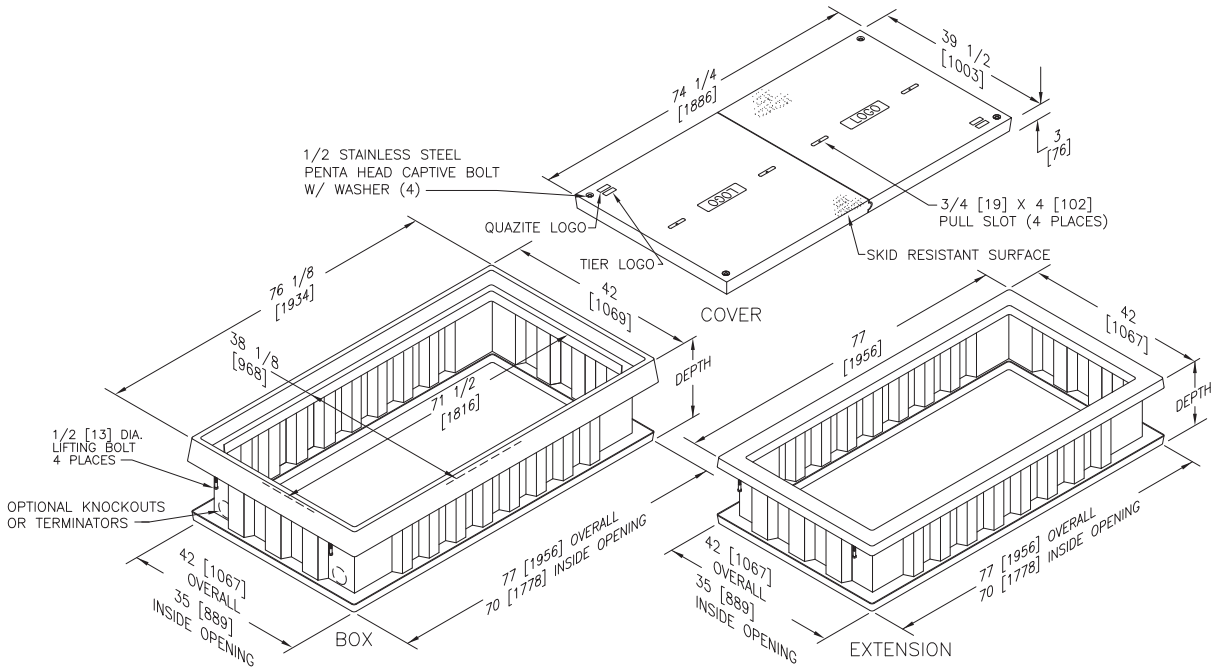 74 1/4
[1886]
39 1/2
[1003]
3
[76]
1/2 STAINLESS STEEL
PENTA HEAD CAPTIVE BOLT
W/ WASHER (4)
QUAZITE LOGO
TIER LOGO
LOGO
LOGO
3/4 [19] X 4 [102]
PULL SLOT (4 PLACES)
SKID RESISTANT SURFACE
COVER
76 1/8
[1934]
42
[1069]
38 1/8
[968]
71 1/2
[1816]
DEPTH
1/2 [13] DIA.
LIFTING BOLT
4 PLACES
OPTIONAL KNOCKOUTS
OR TERMINATORS
42 [1067]
OVERALL
35 [889]
INSIDE OPENING
77 [1956] OVERALL
70 [1778] INSIDE OPENING
BOX
77
[1956]
42
[1067]
DEPTH
42 [1067]
OVERALL
35 [889]
INSIDE OPENING
77 [1956] OVERALL
70 [1778] INSIDE OPENING
EXTENSION